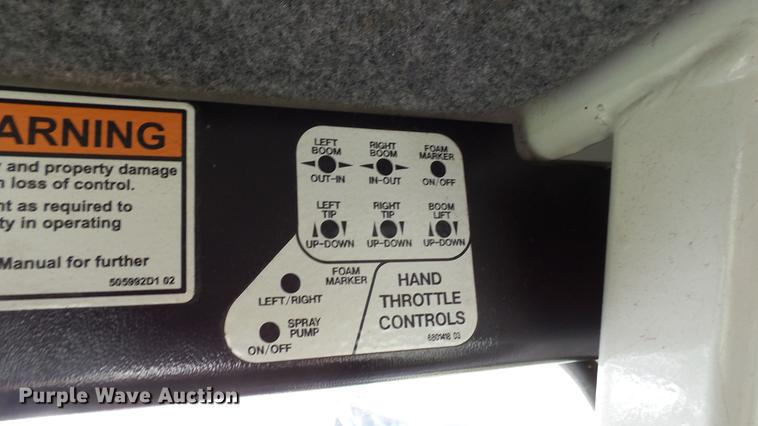 ARNING
and property damage
loss of control.
as required to
in operating
Manual for further
505992D1 02
LEFT BOOM
OUT-IN
RIGHT BOOM
IN-OUT
FOAM MARKER
ON/OFF
LEFT TIP
UP-DOWN
RIGHT TIP
UP-DOWN
BOOM LIFT
UP-DOWN
FOAM MARKER
LEFT/RIGHT
SPRAY PUMP
ON/OFF
HAND
THROTTLE
CONTROLS
6801418 03
Purple Wave Auction